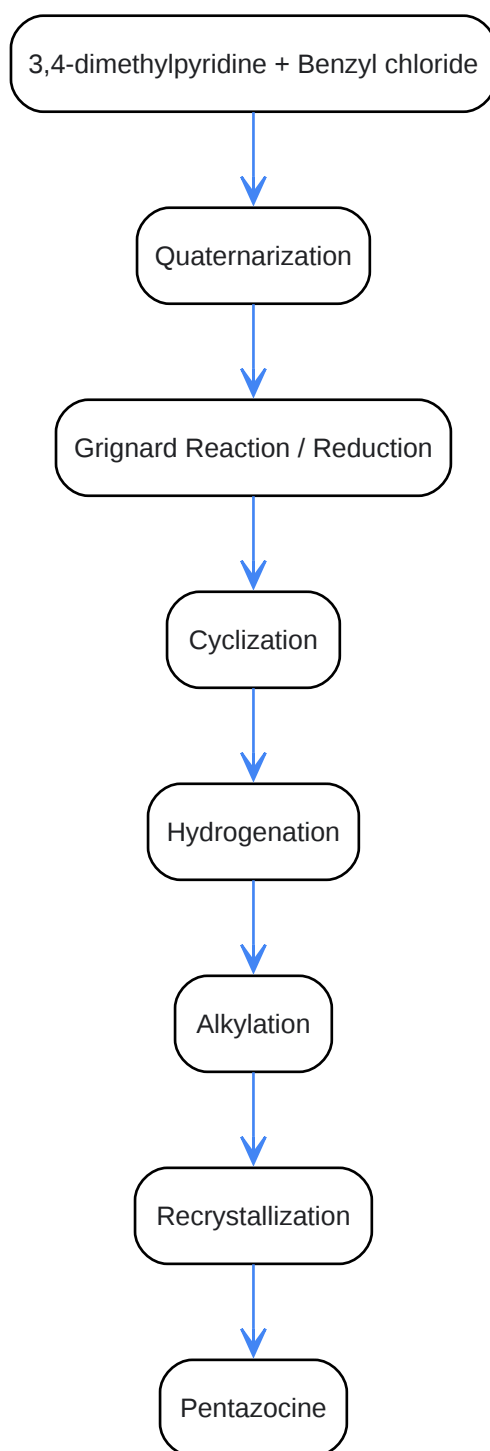 3,4-dimethylpyridine + Benzyl chloride
Quaternarization
Grignard Reaction / Reduction
Cyclization
Hydrogenation
Alkylation
Recrystallization
Pentazocine